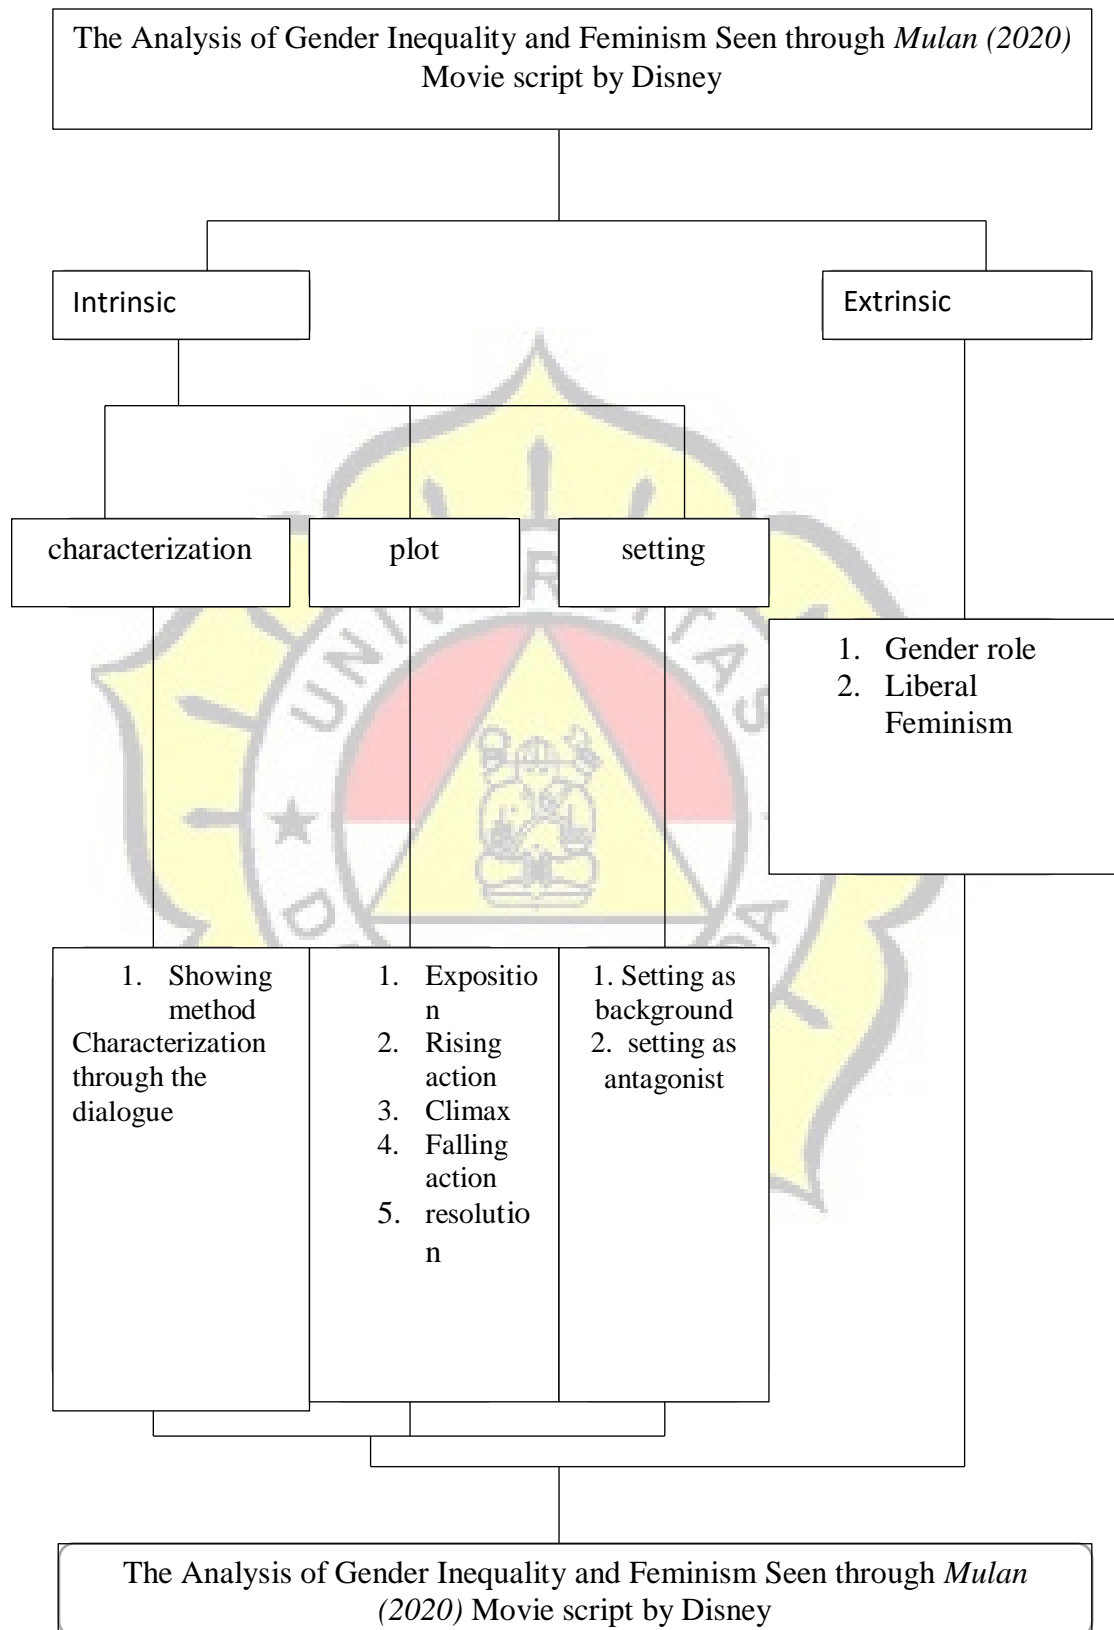 The Analysis of Gender Inequality and Feminism Seen through Mulan (2020)
Movie script by Disney
Intrinsic
Extrinsic
characterization
plot
setting
1. Gender role
2. Liberal
Feminism
1. Showing
method
Characterization
through the
dialogue
1. Expositio
n
2. Rising
action
3. Climax
4. Falling
action
5. resolutio
n
1. Setting as
background
2. setting as
antagonist
The Analysis of Gender Inequality and Feminism Seen through Mulan
(2020) Movie script by Disney